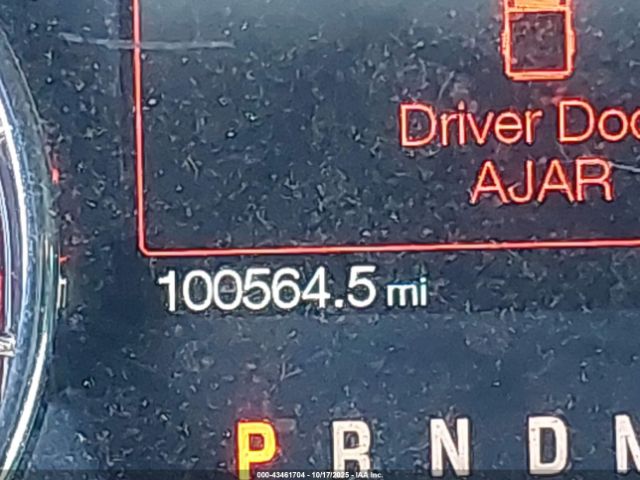 Driver Doo
AJAR
100564.5 mi
P R N D M
000-43461704 - 10/17/2025 - IAA Inc.